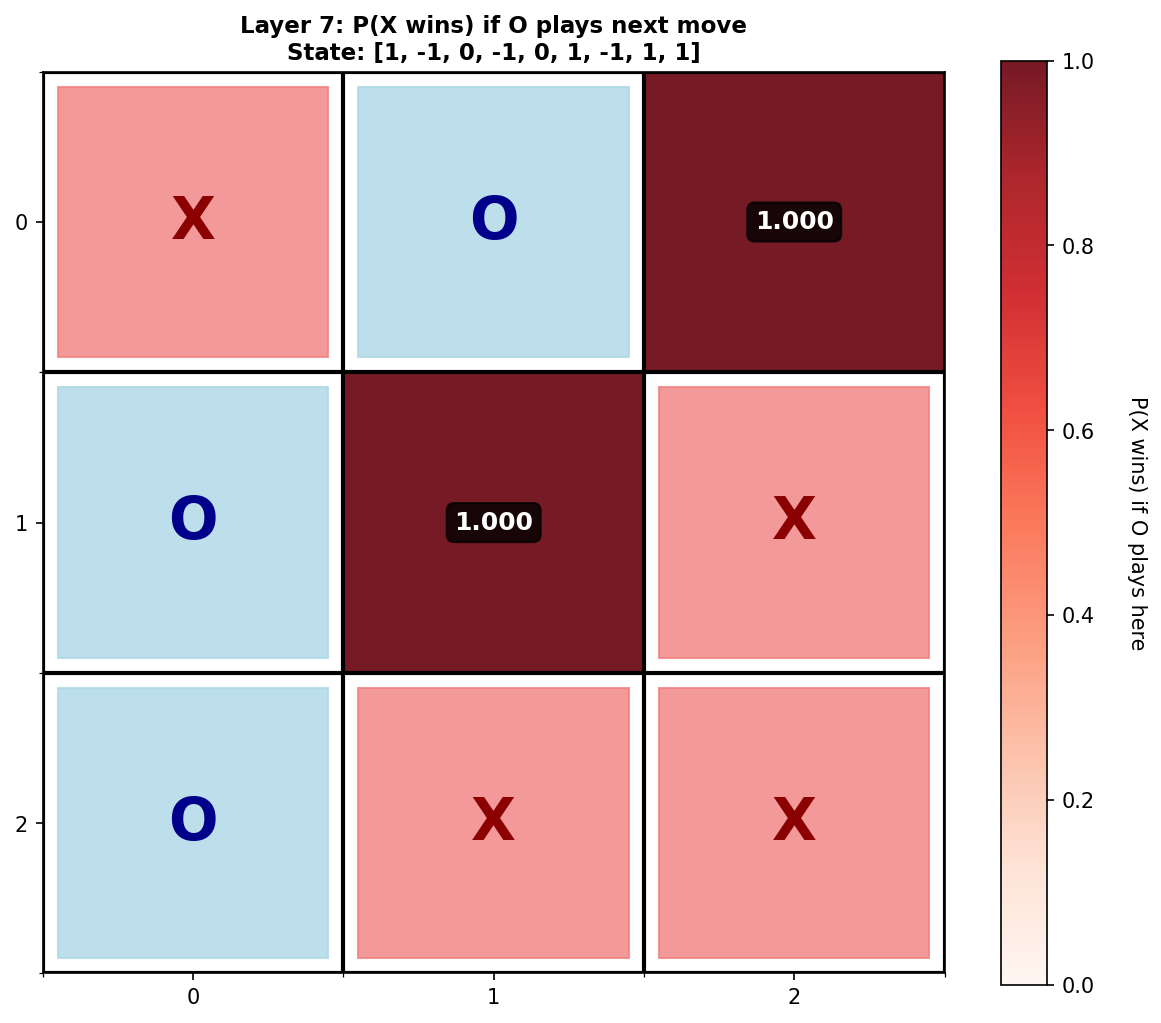 Layer 7: P(X wins) if O plays next move
State: [1, -1, 0, -1, 0, 1, -1, 1, 1]
0
X
O
1.000
1
O
1.000
X
2
O
X
X
0
1
2
1.0
0.8
0.6
0.4
0.2
0.0
P(X wins) if O plays here